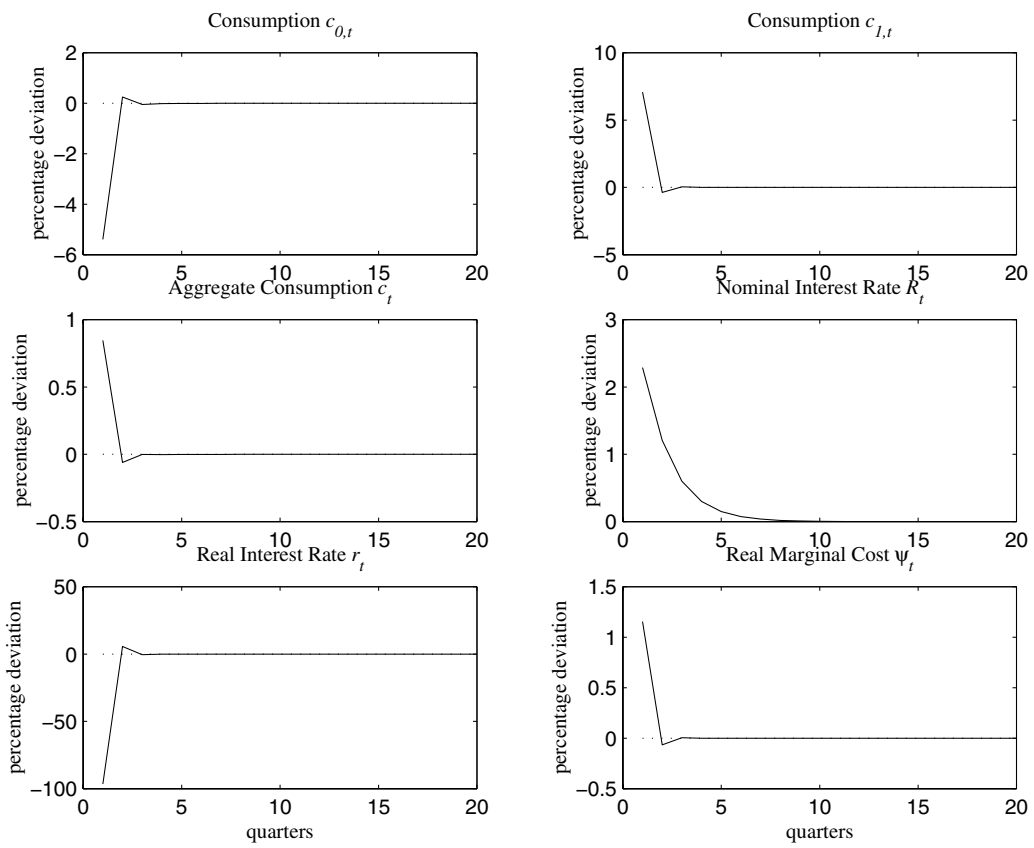 Consumption c0,t
percentage deviation
2
0
−2
−4
−6
0 5 10 15 20
Consumption c1,t
percentage deviation
10
5
0
−5
0 5 10 15 20
Aggregate Consumption ct
percentage deviation
1
0.5
0
−0.5
0 5 10 15 20
Nominal Interest Rate Rt
percentage deviation
3
2
1
0
0 5 10 15 20
Real Interest Rate rt
percentage deviation
50
0
−50
−100
0 5 10 15 20
quarters
Real Marginal Cost ψt
percentage deviation
1.5
1
0.5
0
−0.5
0 5 10 15 20
quarters